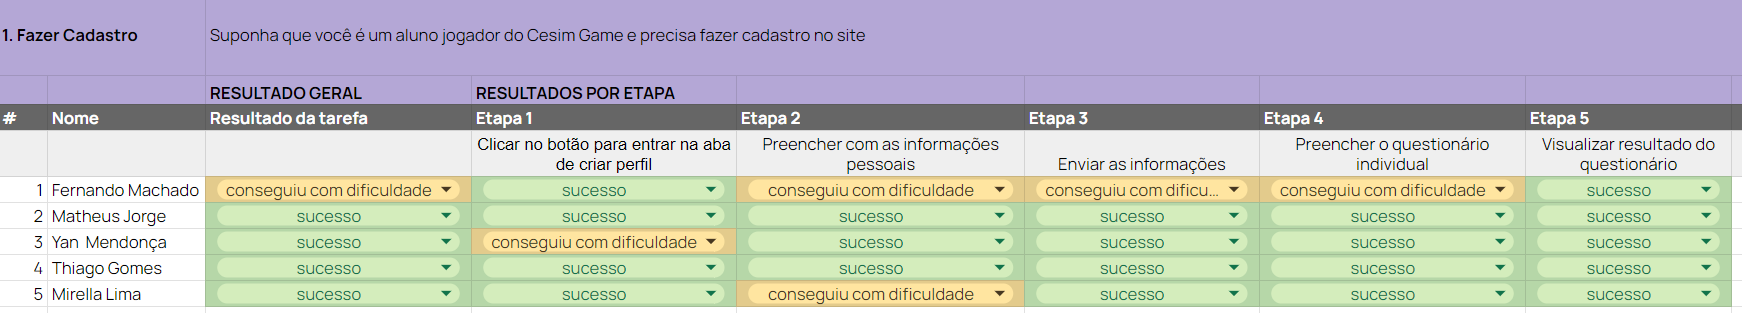 1. Fazer Cadastro Suponha que você é um aluno jogador do Cesim Game e precisa fazer cadastro no site
RESULTADO GERAL RESULTADOS POR ETAPA
# Nome Resultado da tarefa Etapa 1 Etapa 2 Etapa 3 Etapa 4 Etapa 5
Clicar no botão para entrar na aba de criar perfil Preencher com as informações pessoais Enviar as informações Preencher o questionário individual Visualizar resultado do questionário
1 Fernando Machado conseguiu com dificuldade sucesso conseguiu com dificuldade conseguiu com dificu... conseguiu com dificuldade sucesso
2 Matheus Jorge sucesso sucesso sucesso sucesso sucesso sucesso
3 Yan Mendonça sucesso conseguiu com dificuldade sucesso sucesso sucesso sucesso
4 Thiago Gomes sucesso sucesso sucesso sucesso sucesso sucesso
5 Mirella Lima sucesso sucesso conseguiu com dificuldade sucesso sucesso sucesso